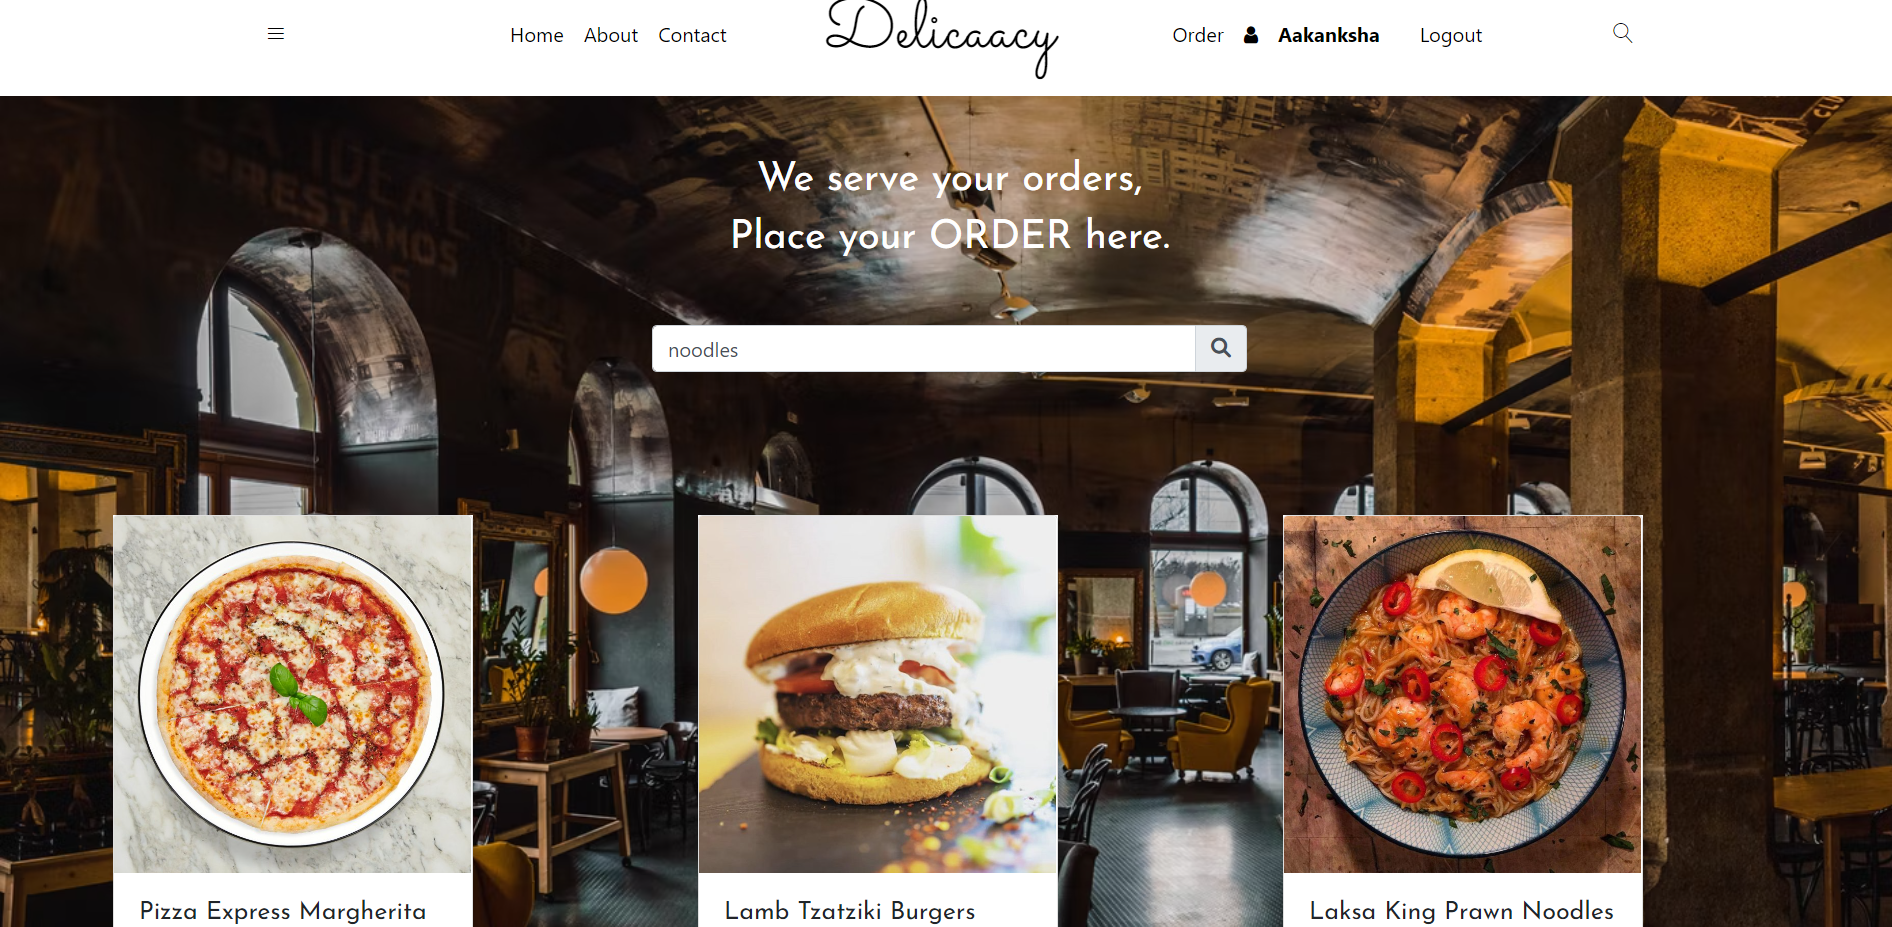 Home About Contact Delicaacy Order Aakanksha Logout
We serve your orders,
Place your ORDER here.
noodles
Pizza Express Margherita
Lamb Tzatziki Burgers
Laksa King Prawn Noodles